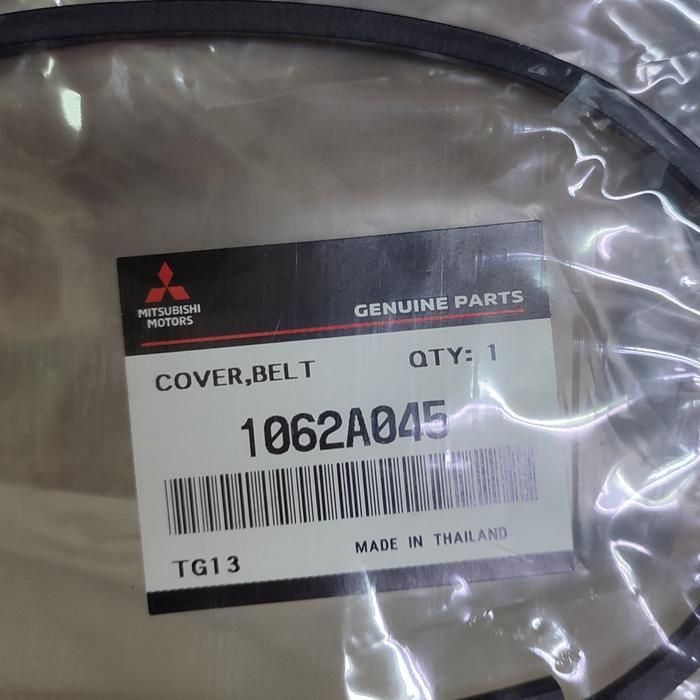 MITSUBISHI
MOTORS
GENUINE PARTS
COVER,BELT
QTY: 1
1062A045
TG13
MADE IN THAILAND